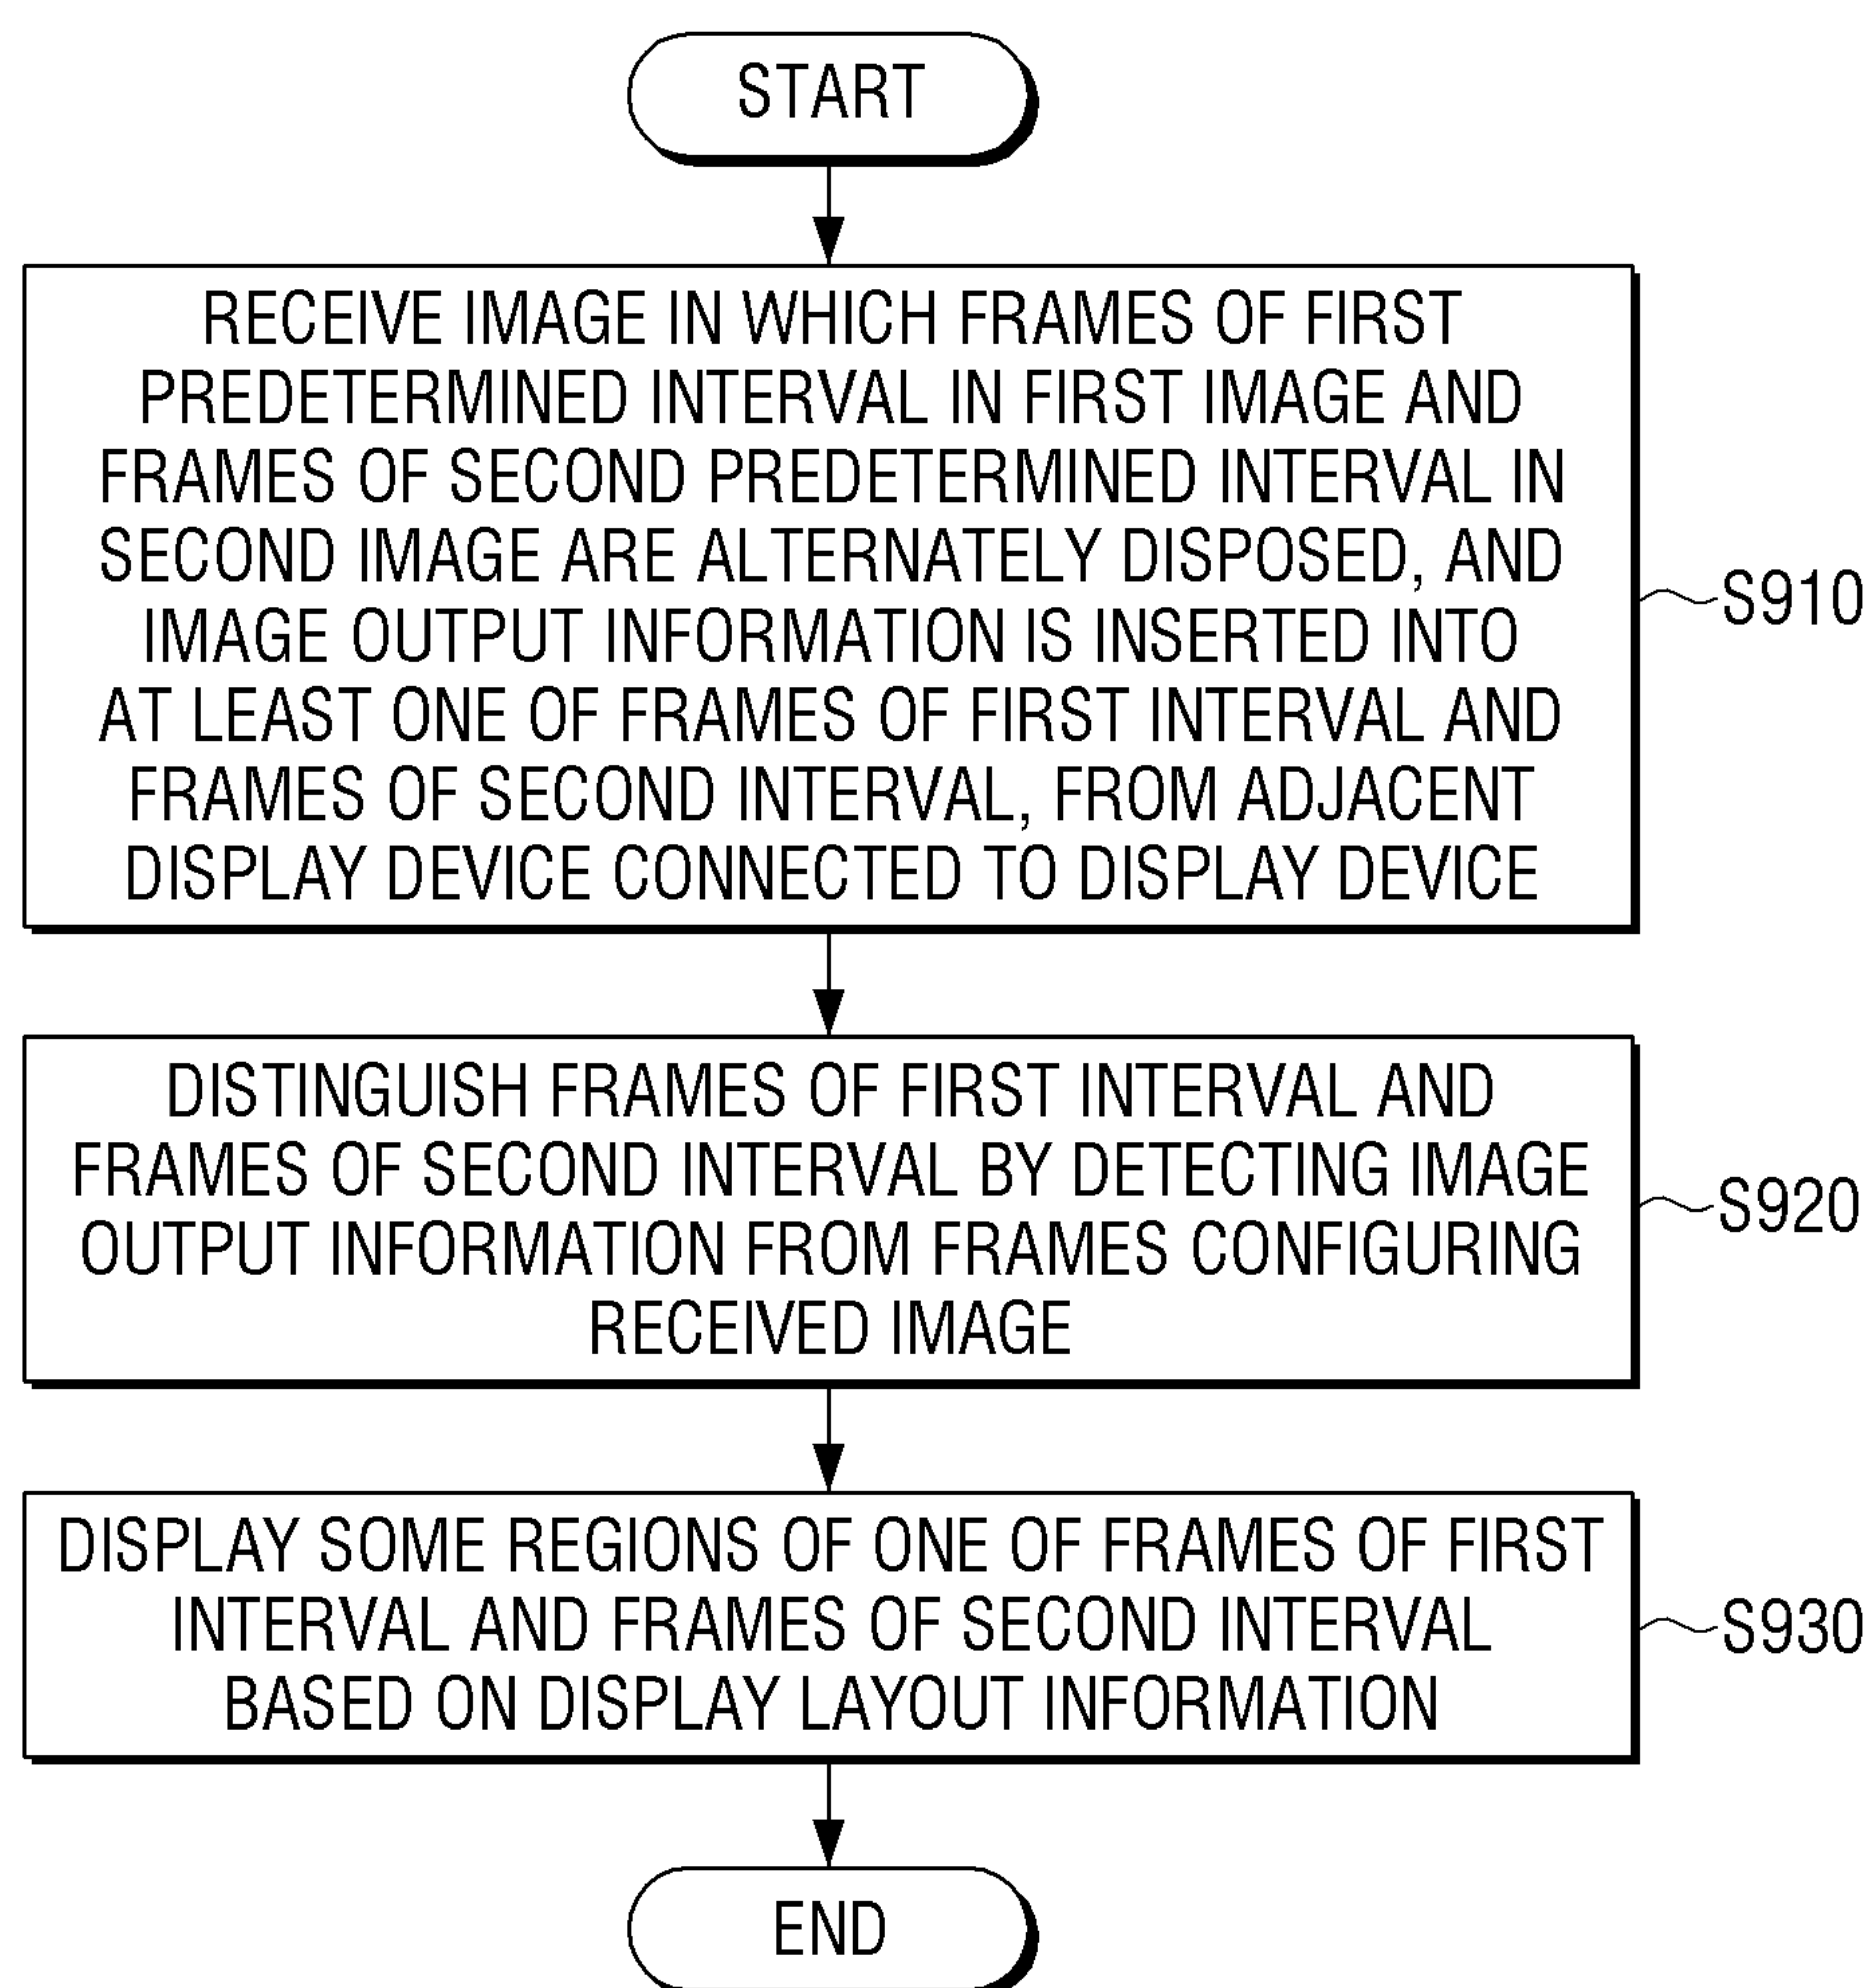 START
RECEIVE IMAGE IN WHICH FRAMES OF FIRST
PREDETERMINED INTERVAL IN FIRST IMAGE AND
FRAMES OF SECOND PREDETERMINED INTERVAL IN
SECOND IMAGE ARE ALTERNATELY DISPOSED, AND
IMAGE OUTPUT INFORMATION IS INSERTED INTO
AT LEAST ONE OF FRAMES OF FIRST INTERVAL AND
FRAMES OF SECOND INTERVAL, FROM ADJACENT
DISPLAY DEVICE CONNECTED TO DISPLAY DEVICE
S910
DISTINGUISH FRAMES OF FIRST INTERVAL AND
FRAMES OF SECOND INTERVAL BY DETECTING IMAGE
OUTPUT INFORMATION FROM FRAMES CONFIGURING
RECEIVED IMAGE
S920
DISPLAY SOME REGIONS OF ONE OF FRAMES OF FIRST
INTERVAL AND FRAMES OF SECOND INTERVAL
BASED ON DISPLAY LAYOUT INFORMATION
S930
END